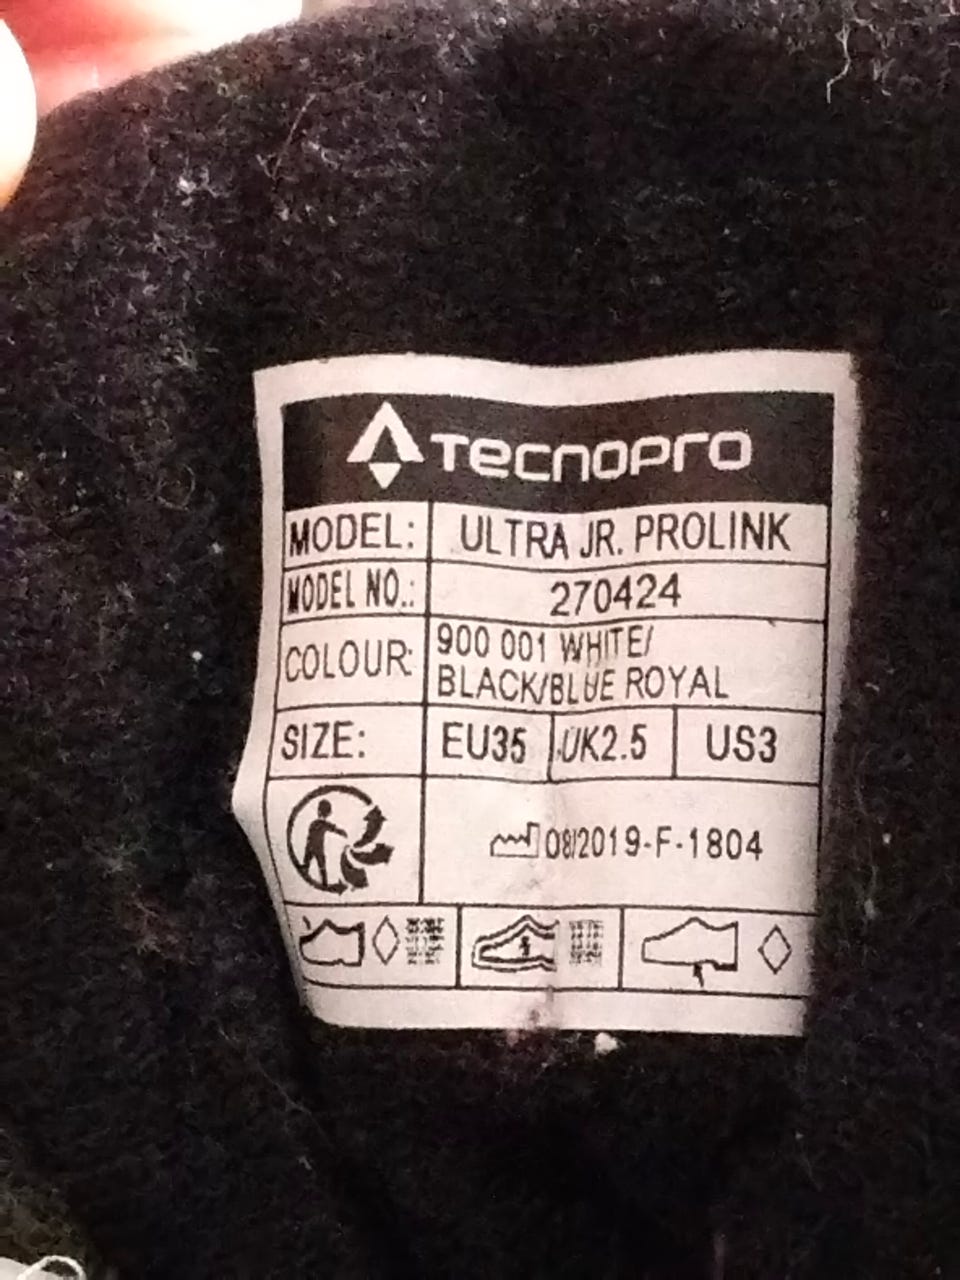 TECNOPRO
MODEL: ULTRA JR. PROLINK
MODEL NO.: 270424
COLOUR: 900 001 WHITE/
BLACK/BLUE ROYAL
SIZE: EU35 UK2.5 US3
08/2019-F-1804